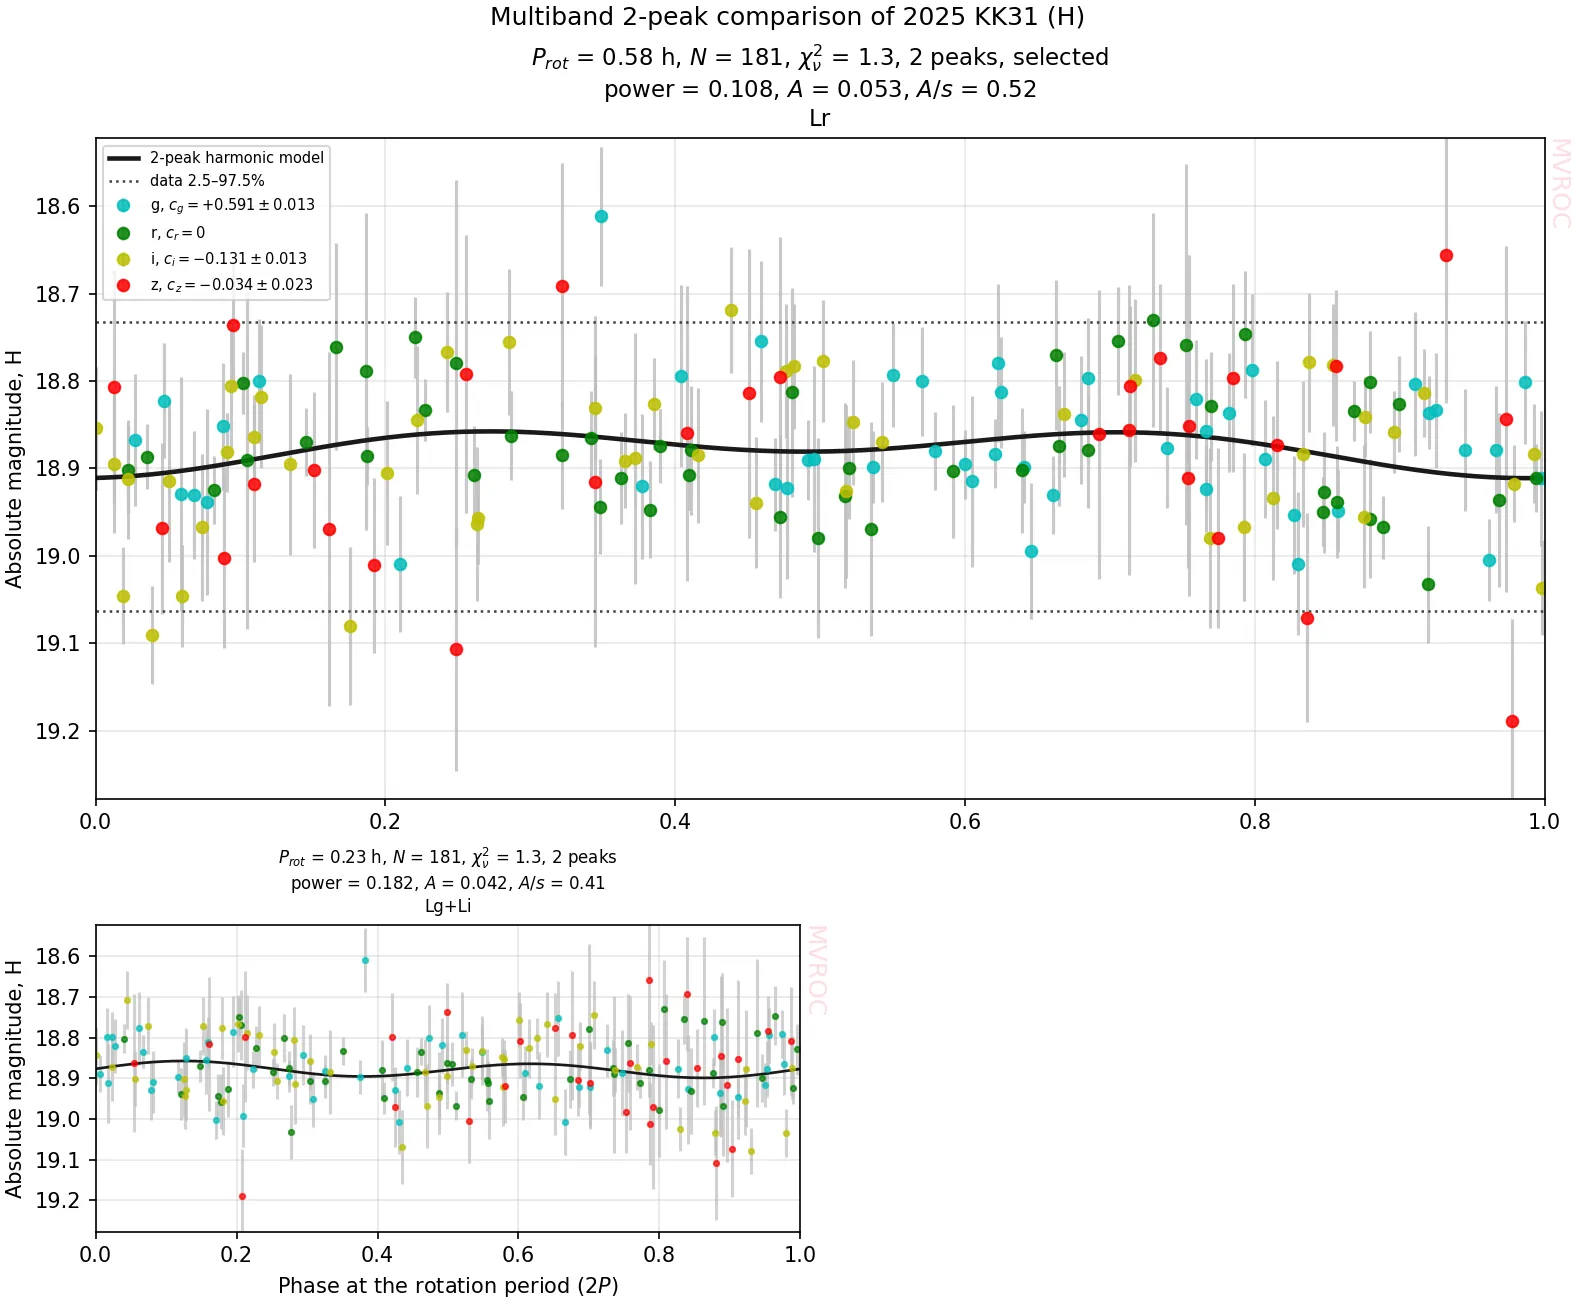 Multiband 2-peak comparison of 2025 KK31 (H)
P_rot = 0.58 h, N = 181, χ²_ν = 1.3, 2 peaks, selected
power = 0.108, A = 0.053, A/s = 0.52
Lr
2-peak harmonic model
data 2.5–97.5%
g, c_g = +0.591 ± 0.013
r, c_r = 0
i, c_i = −0.131 ± 0.013
z, c_z = −0.034 ± 0.023
MVROC
Absolute magnitude, H
18.6
18.7
18.8
18.9
19.0
19.1
19.2
0.0 0.2 0.4 0.6 0.8 1.0
P_rot = 0.23 h, N = 181, χ²_ν = 1.3, 2 peaks
power = 0.182, A = 0.042, A/s = 0.41
Lg+Li
MVROC
Absolute magnitude, H
18.6
18.7
18.8
18.9
19.0
19.1
19.2
0.0 0.2 0.4 0.6 0.8 1.0
Phase at the rotation period (2P)